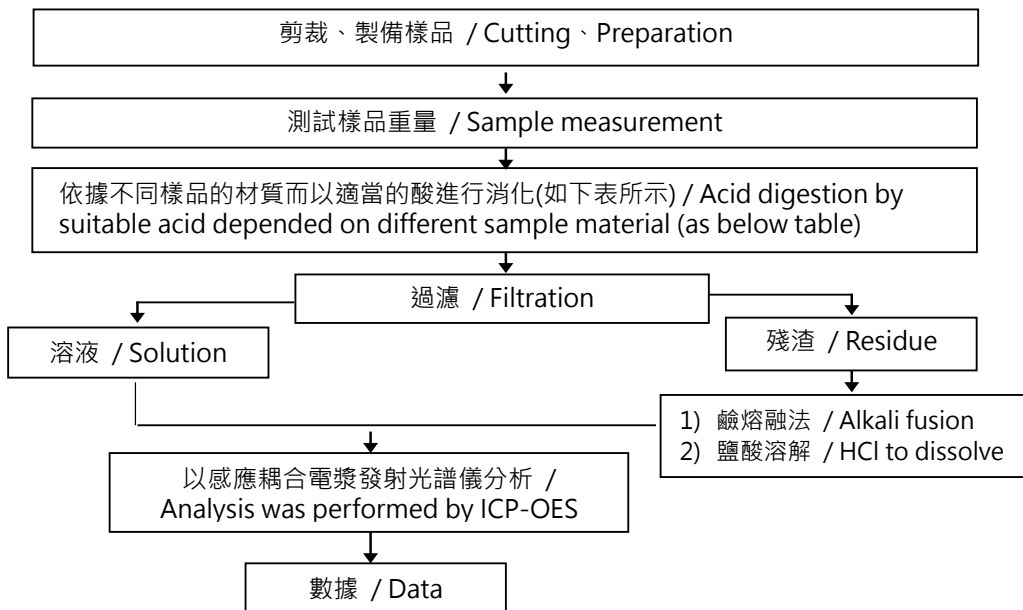 剪裁、製備樣品 / Cutting、Preparation
測試樣品重量 / Sample measurement
依據不同樣品的材質而以適當的酸進行消化(如下表所示) / Acid digestion by
suitable acid depended on different sample material (as below table)
過濾 / Filtration
溶液 / Solution
殘渣 / Residue
1) 鹼熔融法 / Alkali fusion
2) 鹽酸溶解 / HCl to dissolve
以感應耦合電漿發射光譜儀分析 /
Analysis was performed by ICP-OES
數據 / Data